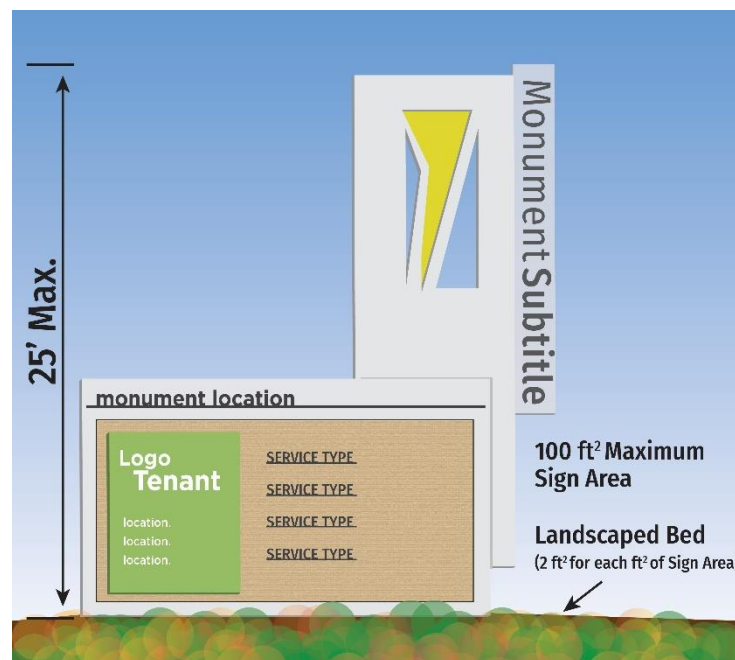 25' Max.
Monument Subtitle
monument location
Logo
Tenant
location.
location.
location.
SERVICE TYPE
SERVICE TYPE
SERVICE TYPE
SERVICE TYPE
100 ft² Maximum
Sign Area
Landscaped Bed
(2 ft² for each ft² of Sign Area